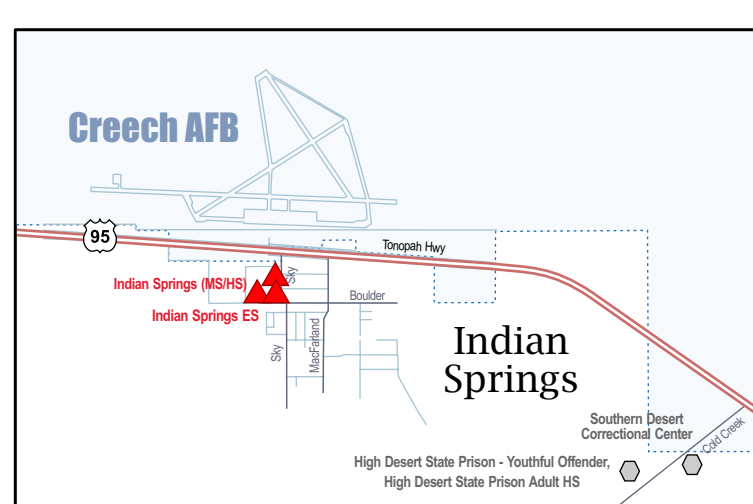 Creech AFB
95
Tonopah Hwy
Sky
Indian Springs (MS/HS)
Boulder
Indian Springs ES
Sky
MacFarland
Indian
Springs
Southern Desert
Correctional Center
Cold Creek
High Desert State Prison - Youthful Offender,
High Desert State Prison Adult HS